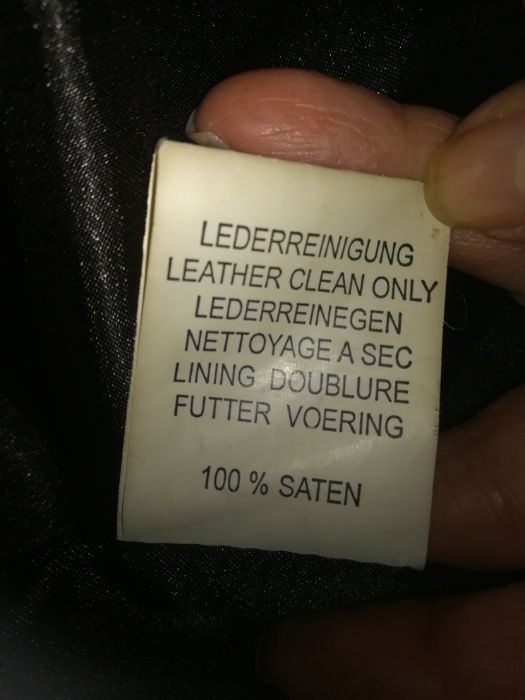 LEDERREINIGUNG
LEATHER CLEAN ONLY
LEDERREINEGEN
NETTOYAGE A SEC
LINING DOUBLURE
FUTTER VOERING
100 % SATEN